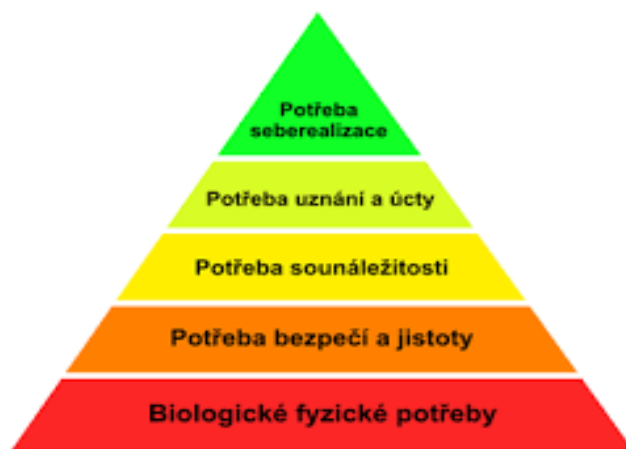 Potřeba
seberealizace
Potřeba uznání a úcty
Potřeba sounáležitosti
Potřeba bezpečí a jistoty
Biologické fyzické potřeby